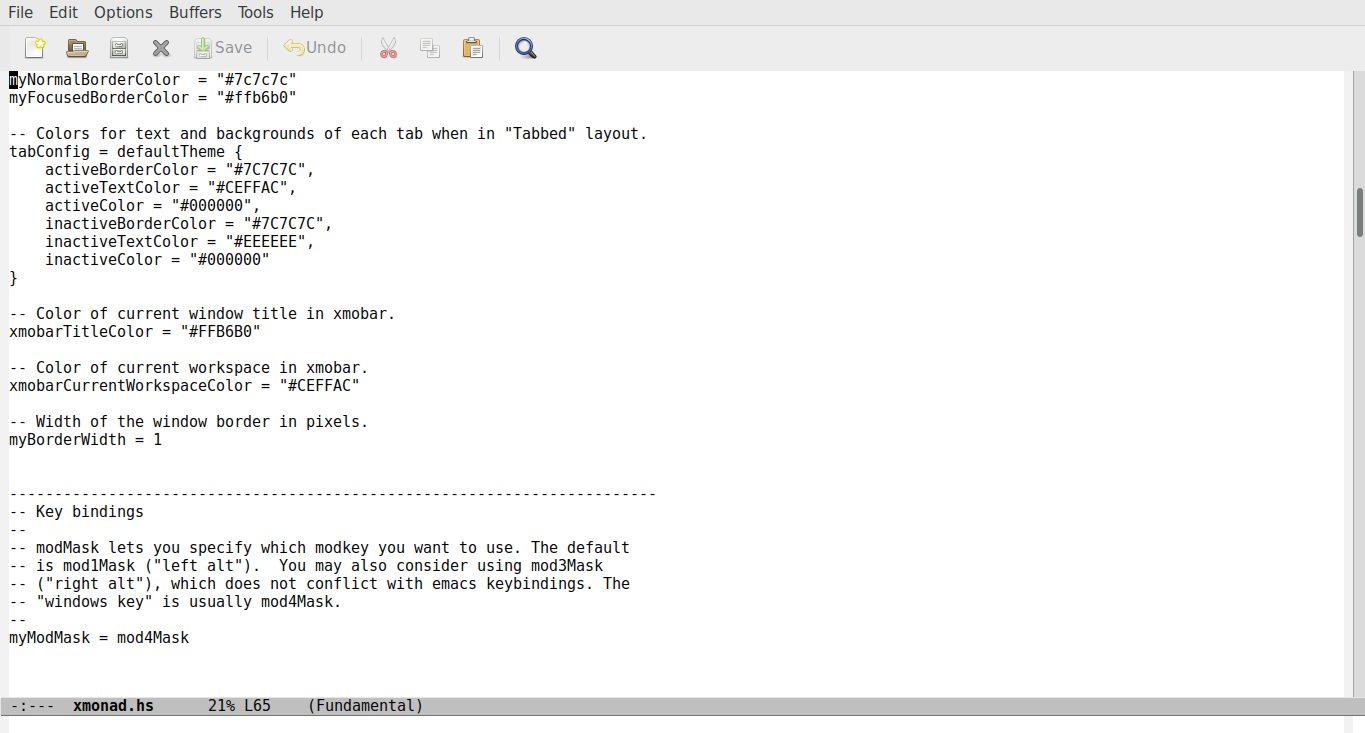 File Edit Options Buffers Tools Help
Save Undo
myNormalBorderColor  = "#7c7c7c"
myFocusedBorderColor = "#ffb6b0"

-- Colors for text and backgrounds of each tab when in "Tabbed" layout.
tabConfig = defaultTheme {
    activeBorderColor = "#7C7C7C",
    activeTextColor = "#CEFFAC",
    activeColor = "#000000",
    inactiveBorderColor = "#7C7C7C",
    inactiveTextColor = "#EEEEEE",
    inactiveColor = "#000000"
}

-- Color of current window title in xmobar.
xmobarTitleColor = "#FFB6B0"

-- Color of current workspace in xmobar.
xmobarCurrentWorkspaceColor = "#CEFFAC"

-- Width of the window border in pixels.
myBorderWidth = 1


------------------------------------------------------------------------
-- Key bindings
--
-- modMask lets you specify which modkey you want to use. The default
-- is mod1Mask ("left alt").  You may also consider using mod3Mask
-- ("right alt"), which does not conflict with emacs keybindings. The
-- "windows key" is usually mod4Mask.
--
myModMask = mod4Mask

-:---  xmonad.hs      21% L65    (Fundamental)